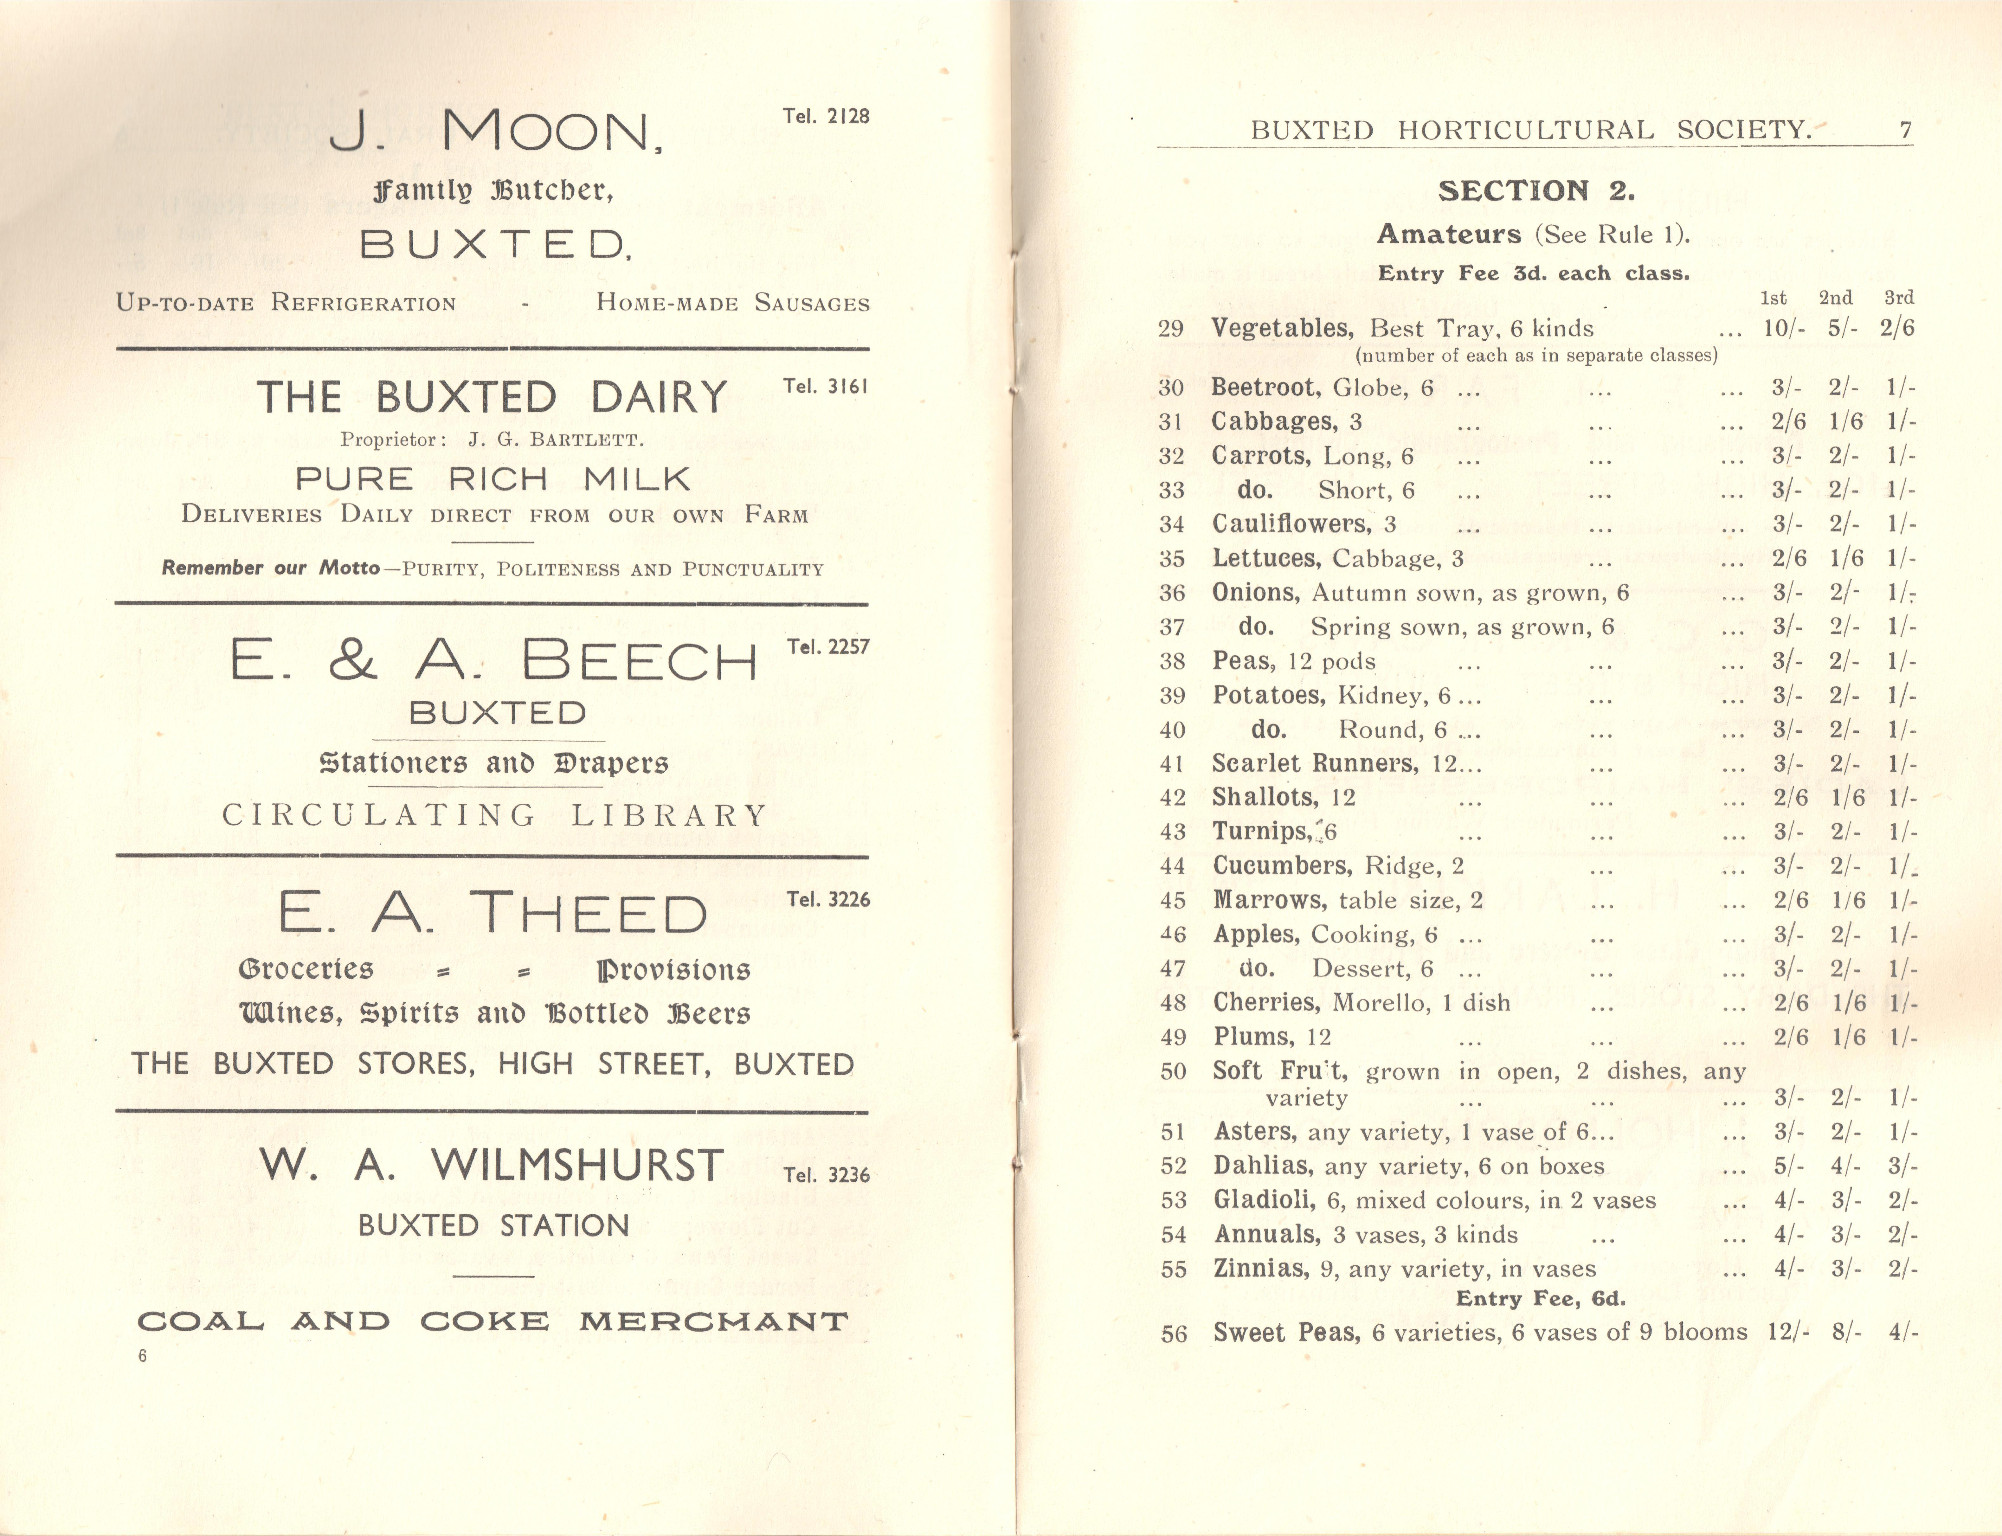 J. MOON,
Tel. 2128
Family Butcher,
BUXTED.
UP-TO-DATE REFRIGERATION - HOME-MADE SAUSAGES
THE BUXTED DAIRY
Tel. 3161
Proprietor: J. G. BARTLETT.
PURE RICH MILK
DELIVERIES DAILY DIRECT FROM OUR OWN FARM
Remember our Motto—PURITY, POLITENESS AND PUNCTUALITY
E. & A. BEECH
Tel. 2257
BUXTED
Stationers and Drapers
CIRCULATING LIBRARY
E. A. THEED
Tel. 3226
Groceries = = Provisions
Wines, Spirits and Bottled Beers
THE BUXTED STORES, HIGH STREET, BUXTED
W. A. WILMSHURST
Tel. 3236
BUXTED STATION
COAL AND COKE MERCHANT
6
BUXTED HORTICULTURAL SOCIETY. 7
SECTION 2.
Amateurs (See Rule 1).
Entry Fee 3d. each class.
1st 2nd 3rd
29 Vegetables, Best Tray, 6 kinds ... 10/- 5/- 2/6
(number of each as in separate classes)
30 Beetroot, Globe, 6 ... ... ... 3/- 2/- 1/-
31 Cabbages, 3 ... ... ... 2/6 1/6 1/-
32 Carrots, Long, 6 ... ... ... 3/- 2/- 1/-
33 do. Short, 6 ... ... ... 3/- 2/- 1/-
34 Cauliflowers, 3 ... ... ... 3/- 2/- 1/-
35 Lettuces, Cabbage, 3 ... ... 2/6 1/6 1/-
36 Onions, Autumn sown, as grown, 6 ... 3/- 2/- 1/-
37 do. Spring sown, as grown, 6 ... 3/- 2/- 1/-
38 Peas, 12 pods ... ... ... 3/- 2/- 1/-
39 Potatoes, Kidney, 6 ... ... ... 3/- 2/- 1/-
40 do. Round, 6 ... ... ... 3/- 2/- 1/-
41 Scarlet Runners, 12... ... ... 3/- 2/- 1/-
42 Shallots, 12 ... ... ... 2/6 1/6 1/-
43 Turnips, 6 ... ... ... 3/- 2/- 1/-
44 Cucumbers, Ridge, 2 ... ... 3/- 2/- 1/-
45 Marrows, table size, 2 ... ... 2/6 1/6 1/-
46 Apples, Cooking, 6 ... ... ... 3/- 2/- 1/-
47 do. Dessert, 6 ... ... ... 3/- 2/- 1/-
48 Cherries, Morello, 1 dish ... ... 2/6 1/6 1/-
49 Plums, 12 ... ... ... 2/6 1/6 1/-
50 Soft Fruit, grown in open, 2 dishes, any
variety ... ... ... 3/- 2/- 1/-
51 Asters, any variety, 1 vase of 6... ... 3/- 2/- 1/-
52 Dahlias, any variety, 6 on boxes ... 5/- 4/- 3/-
53 Gladioli, 6, mixed colours, in 2 vases ... 4/- 3/- 2/-
54 Annuals, 3 vases, 3 kinds ... ... 4/- 3/- 2/-
55 Zinnias, 9, any variety, in vases ... 4/- 3/- 2/-
Entry Fee, 6d.
56 Sweet Peas, 6 varieties, 6 vases of 9 blooms 12/- 8/- 4/-